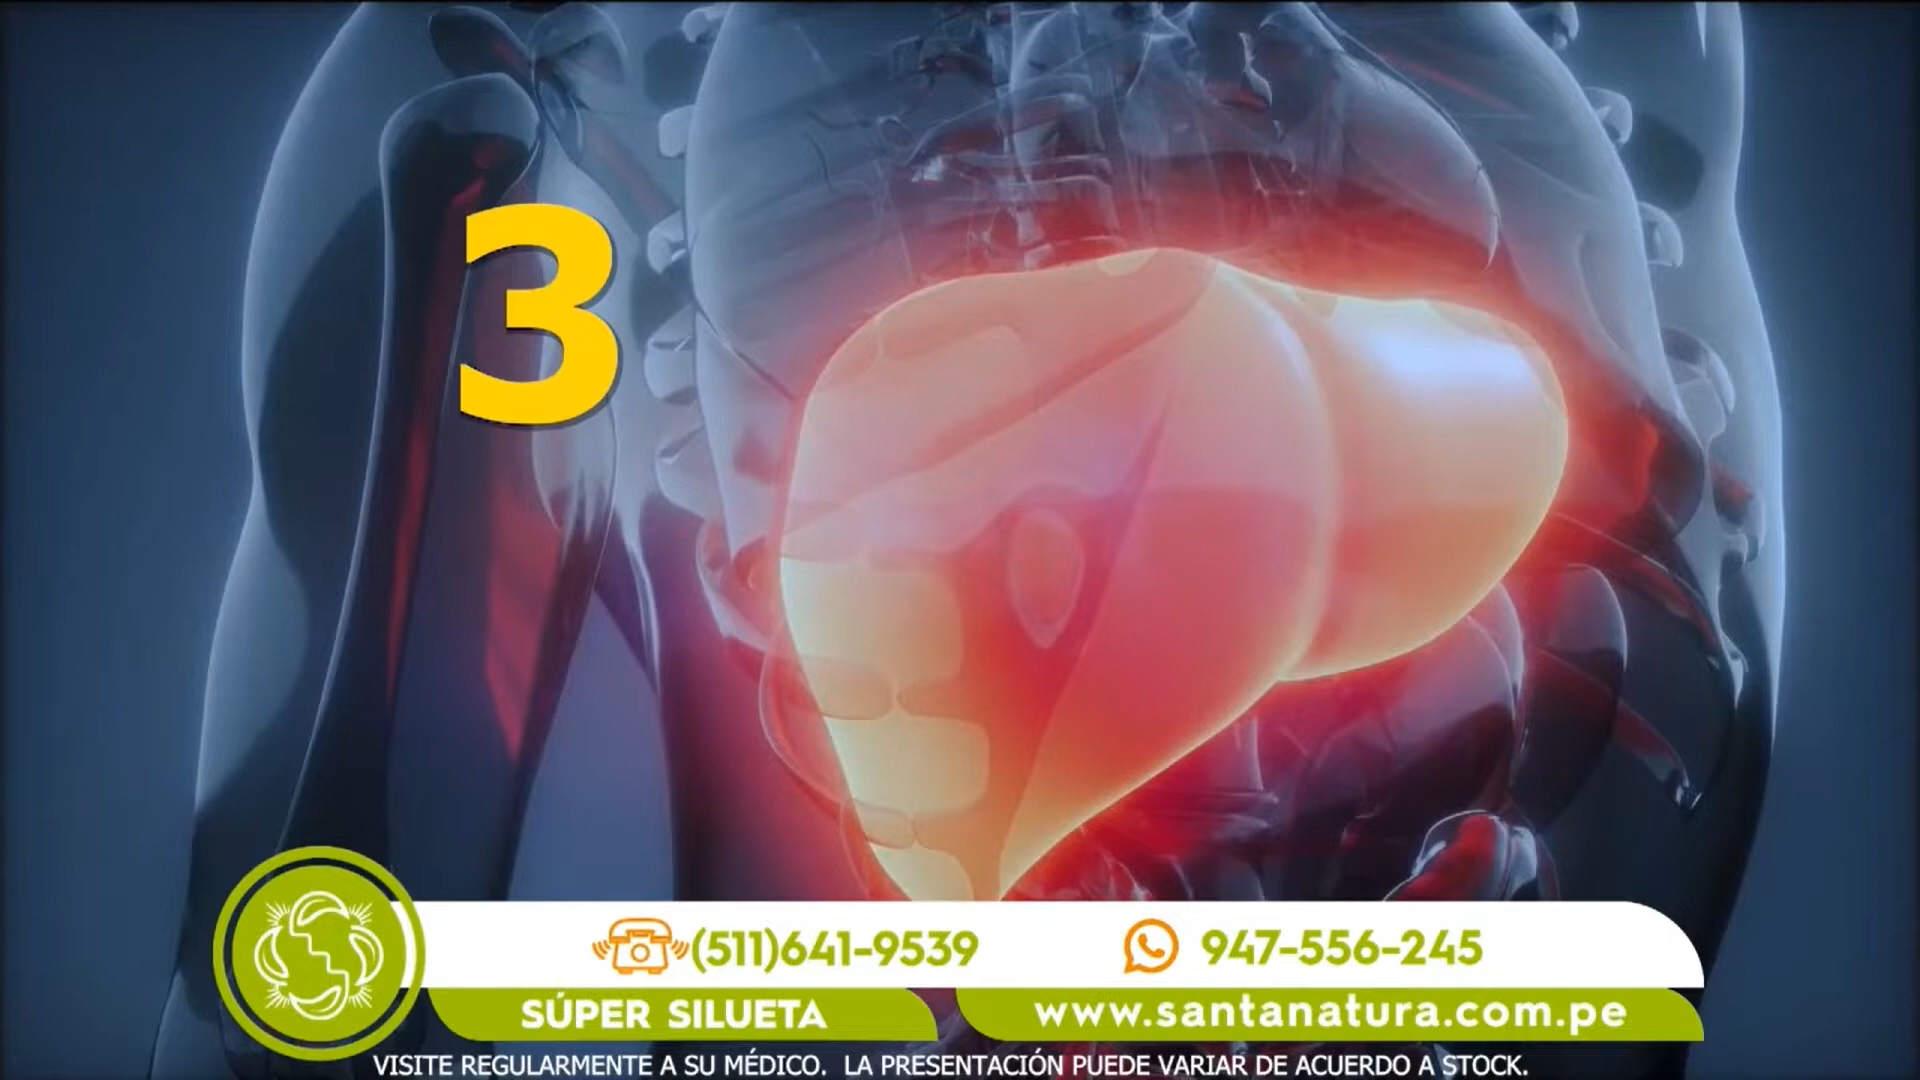 3
(511)641-9539
947-556-245
SÚPER SILUETA
www.santanatura.com.pe
VISITE REGULARMENTE A SU MÉDICO. LA PRESENTACIÓN PUEDE VARIAR DE ACUERDO A STOCK.